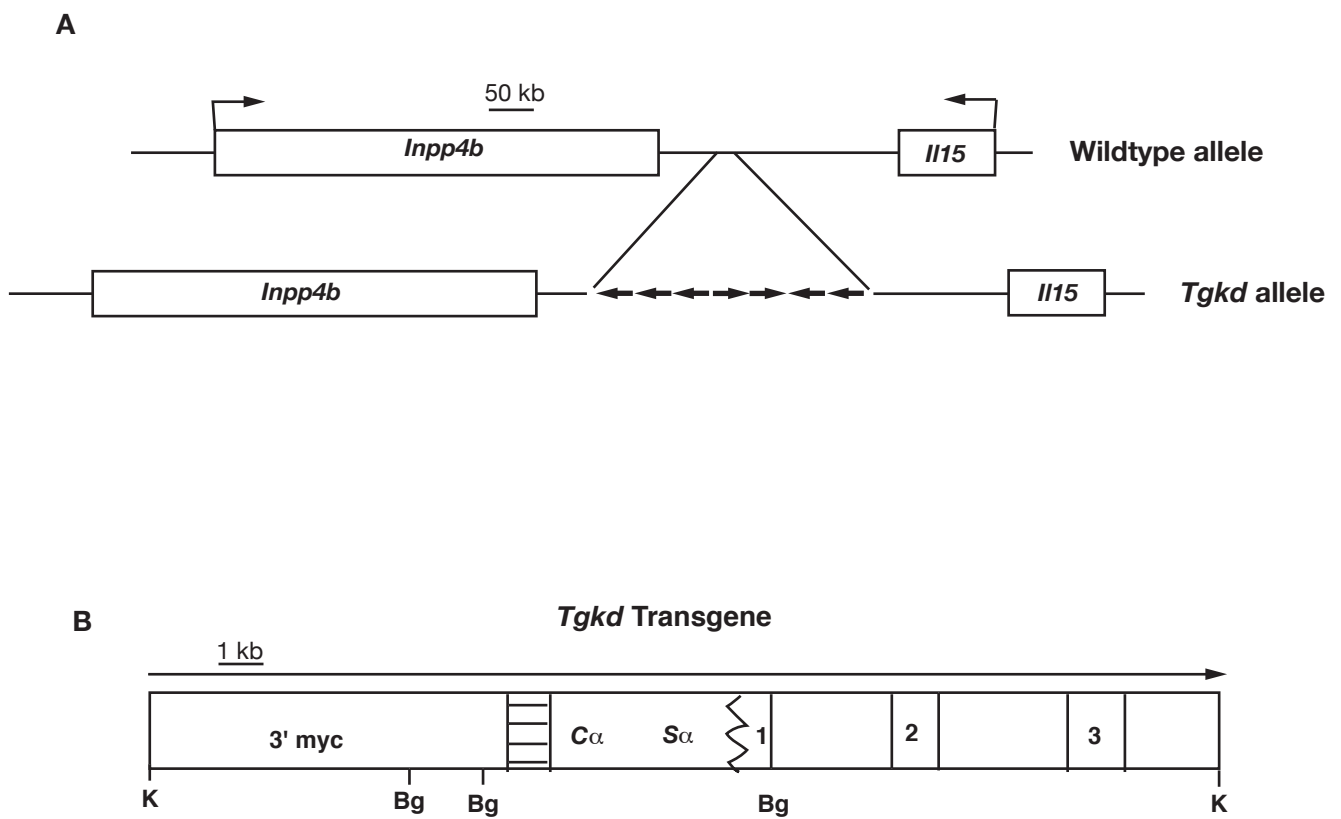 A
50 kb
Inpp4b
Il15
Wildtype allele
Inpp4b
Il15
Tgkd allele
B
Tgkd Transgene
1 kb
3' myc
Cα
Sα
1
2
3
K
Bg
Bg
Bg
K